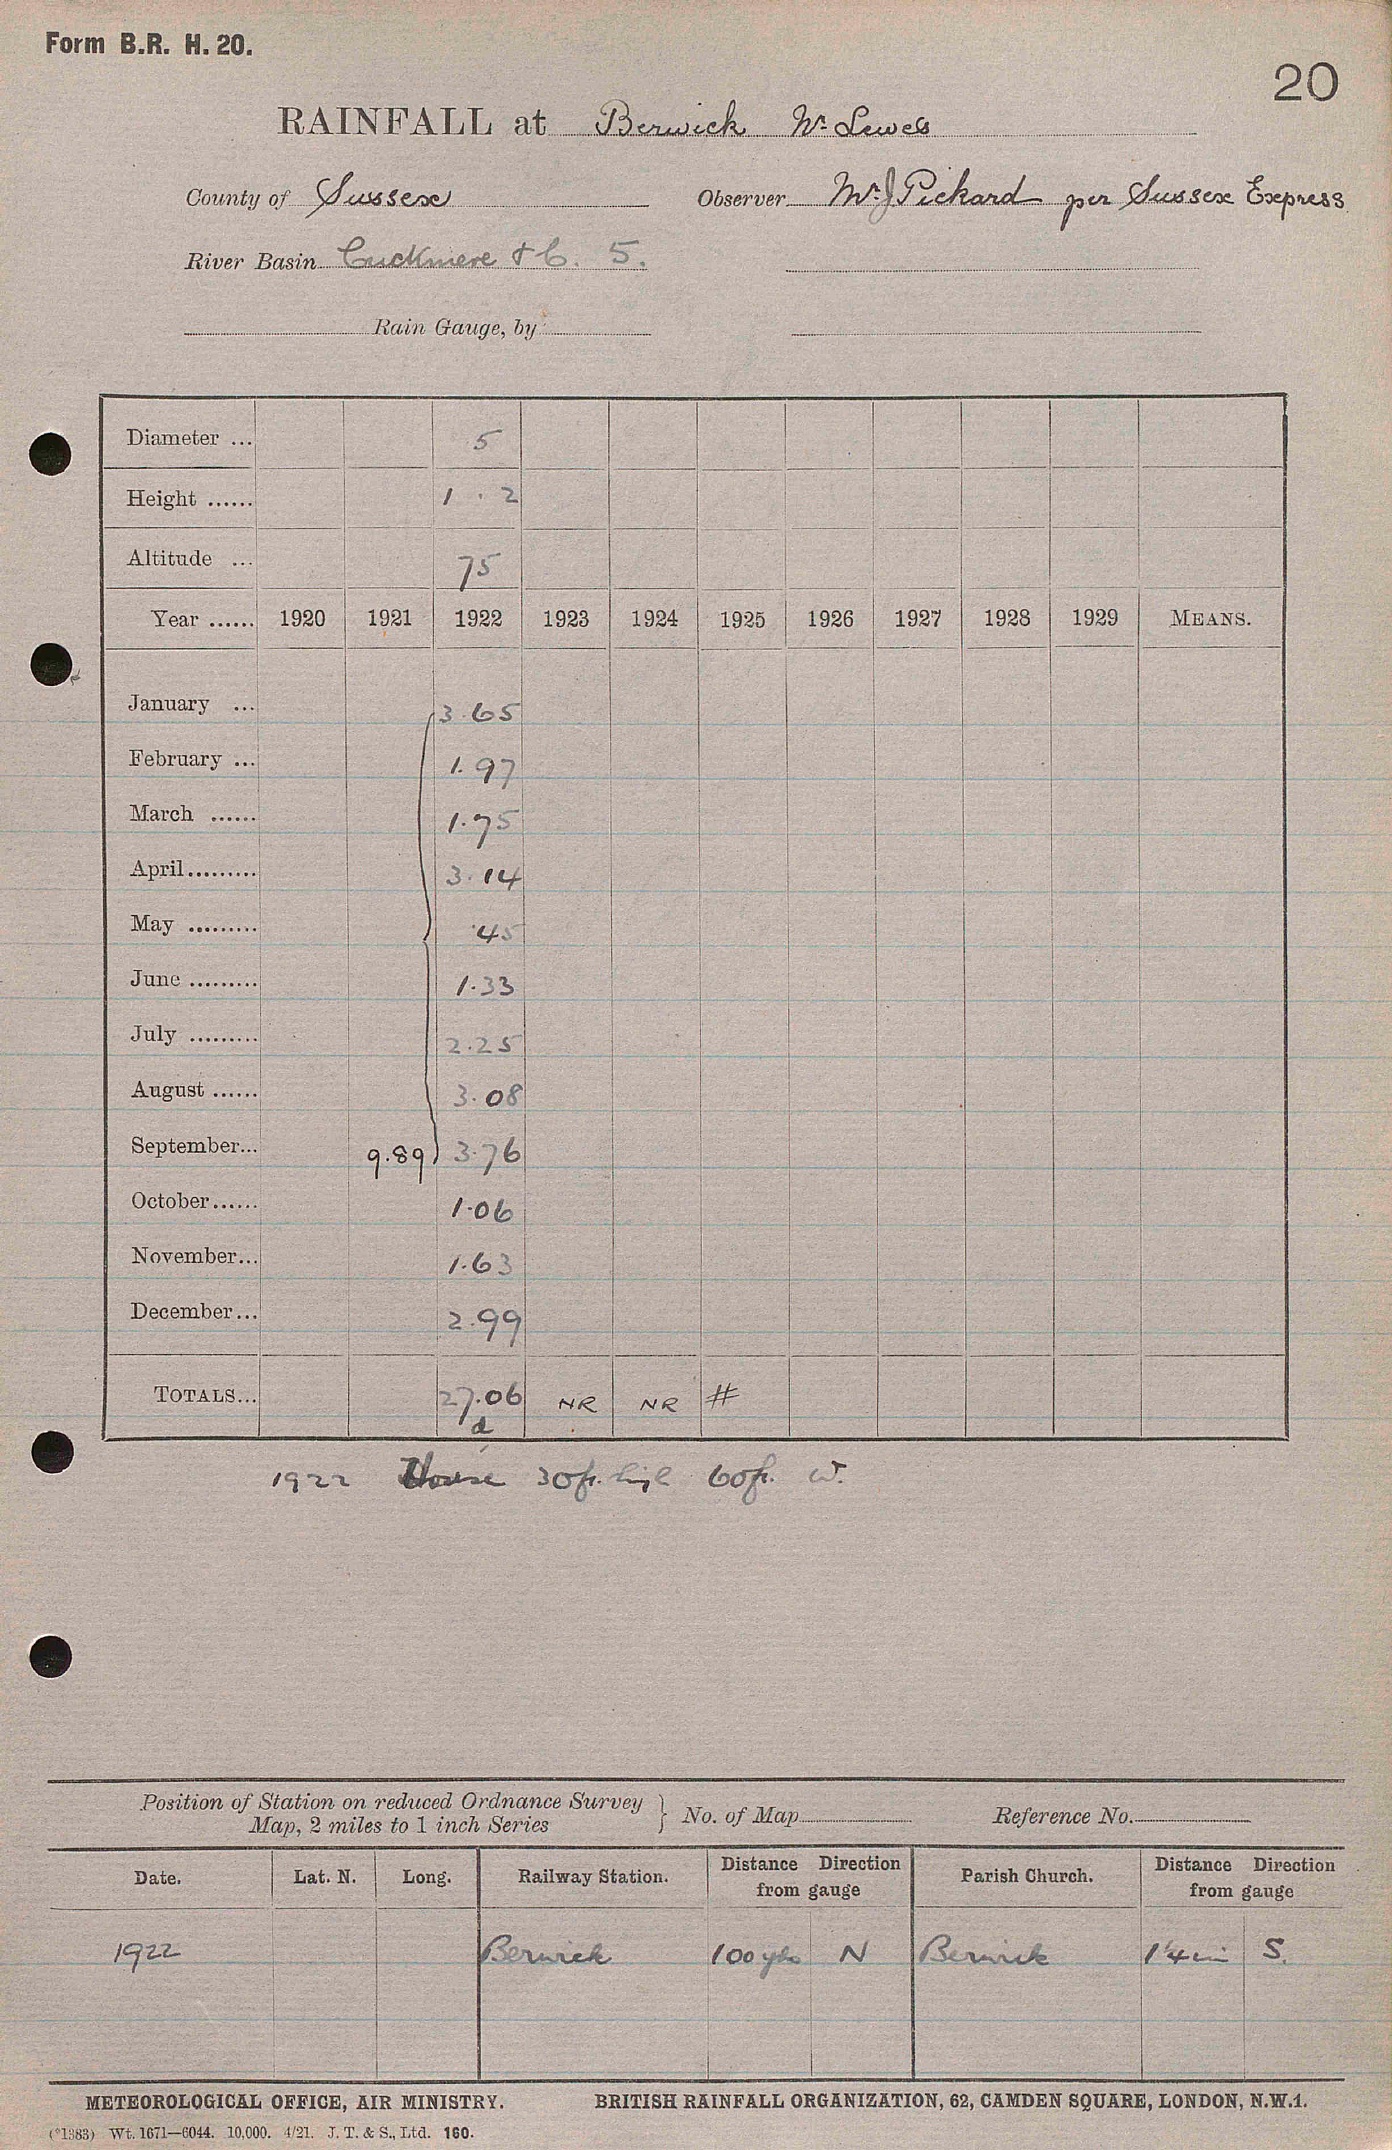 Form B.R. H. 20.
20
RAINFALL at Berwick Nr. Lewes
County of Sussex Observer Mr. J Pickard per Sussex Express
River Basin Cuckmere &c. 5.
Rain Gauge, by
Diameter ... 5
Height ...... 1 . 2
Altitude ... 75
Year ...... 1920 1921 1922 1923 1924 1925 1926 1927 1928 1929 MEANS.
January ... 3.65
February ... 1.97
March ...... 1.75
April......... 3.14
May ......... .45
June ......... 1.33
July ......... 2.25
August ...... 3.08
September... 9.89 3.76
October...... 1.06
November... 1.63
December... 2.99
TOTALS... 27.06 NR NR #
d
1922 House 30ft. high 60ft. W.
Position of Station on reduced Ordnance Survey
Map, 2 miles to 1 inch Series } No. of Map Reference No.
Date. Lat. N. Long. Railway Station. Distance Direction from gauge Parish Church. Distance Direction from gauge
1922 Berwick 100 yds N Berwick 1¼ mi S.
METEOROLOGICAL OFFICE, AIR MINISTRY. BRITISH RAINFALL ORGANIZATION, 62, CAMDEN SQUARE, LONDON, N.W.1.
(*1383) Wt. 1671—6044. 10,000. 4/21. J. T. & S., Ltd. 160.